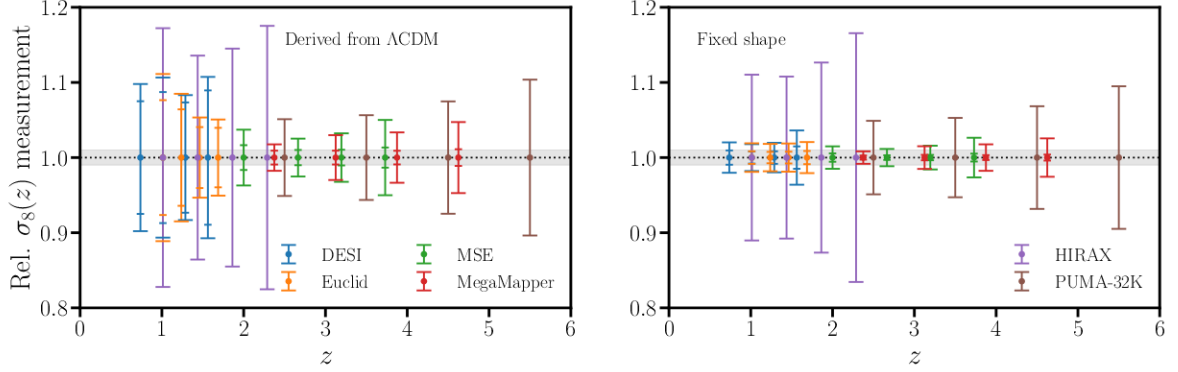 1.2
1.1
1.0
0.9
0.8
Rel. σ₈(z) measurement
Derived from ΛCDM
DESI
Euclid
MSE
MegaMapper
0 1 2 3 4 5 6
z
1.2
1.1
1.0
0.9
0.8
Fixed shape
HIRAX
PUMA-32K
0 1 2 3 4 5 6
z